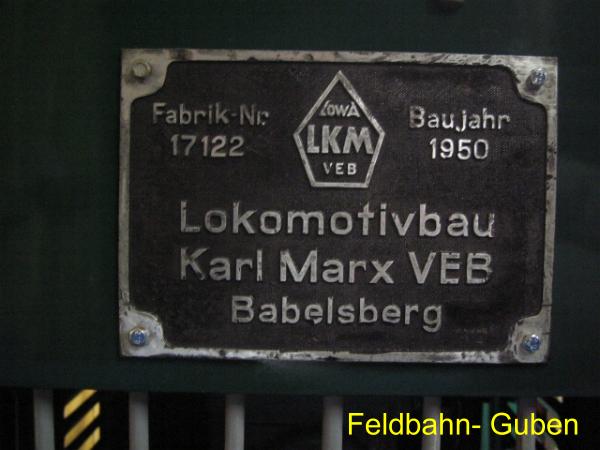 Fabrik-Nr.
17122
LOWA
LKM
VEB
Baujahr
1950
Lokomotivbau
Karl Marx VEB
Babelsberg
Feldbahn- Guben